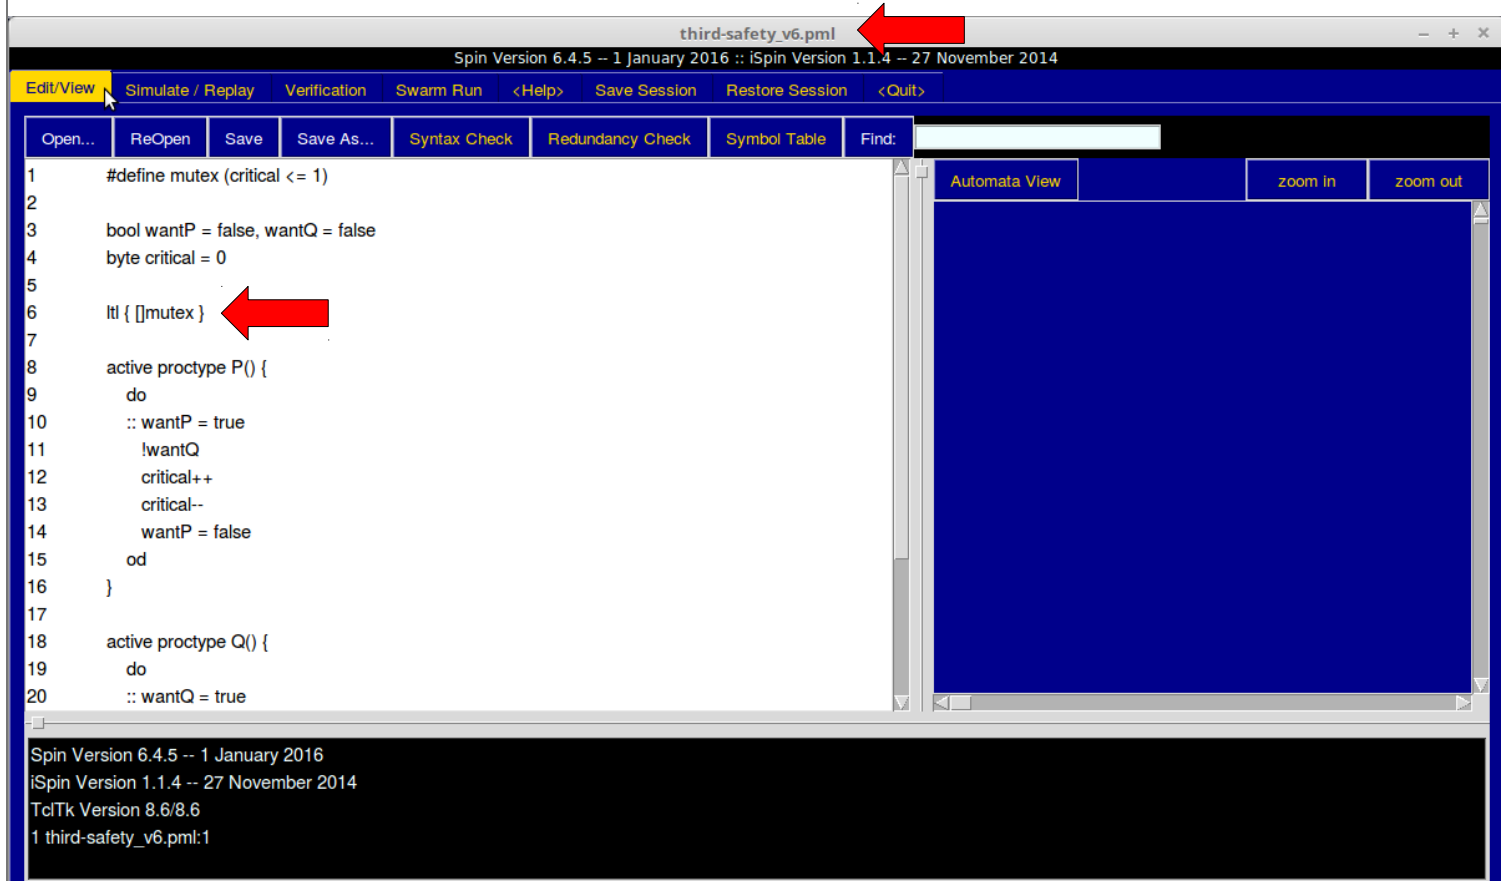 third-safety_v6.pml
Spin Version 6.4.5 -- 1 January 2016 :: iSpin Version 1.1.4 -- 27 November 2014
Edit/View Simulate / Replay Verification Swarm Run <Help> Save Session Restore Session <Quit>
Open... ReOpen Save Save As... Syntax Check Redundancy Check Symbol Table Find:
Automata View zoom in zoom out
1 #define mutex (critical <= 1)
2
3 bool wantP = false, wantQ = false
4 byte critical = 0
5
6 ltl { []mutex }
7
8 active proctype P() {
9 do
10 :: wantP = true
11 !wantQ
12 critical++
13 critical--
14 wantP = false
15 od
16 }
17
18 active proctype Q() {
19 do
20 :: wantQ = true
Spin Version 6.4.5 -- 1 January 2016
iSpin Version 1.1.4 -- 27 November 2014
TclTk Version 8.6/8.6
1 third-safety_v6.pml:1